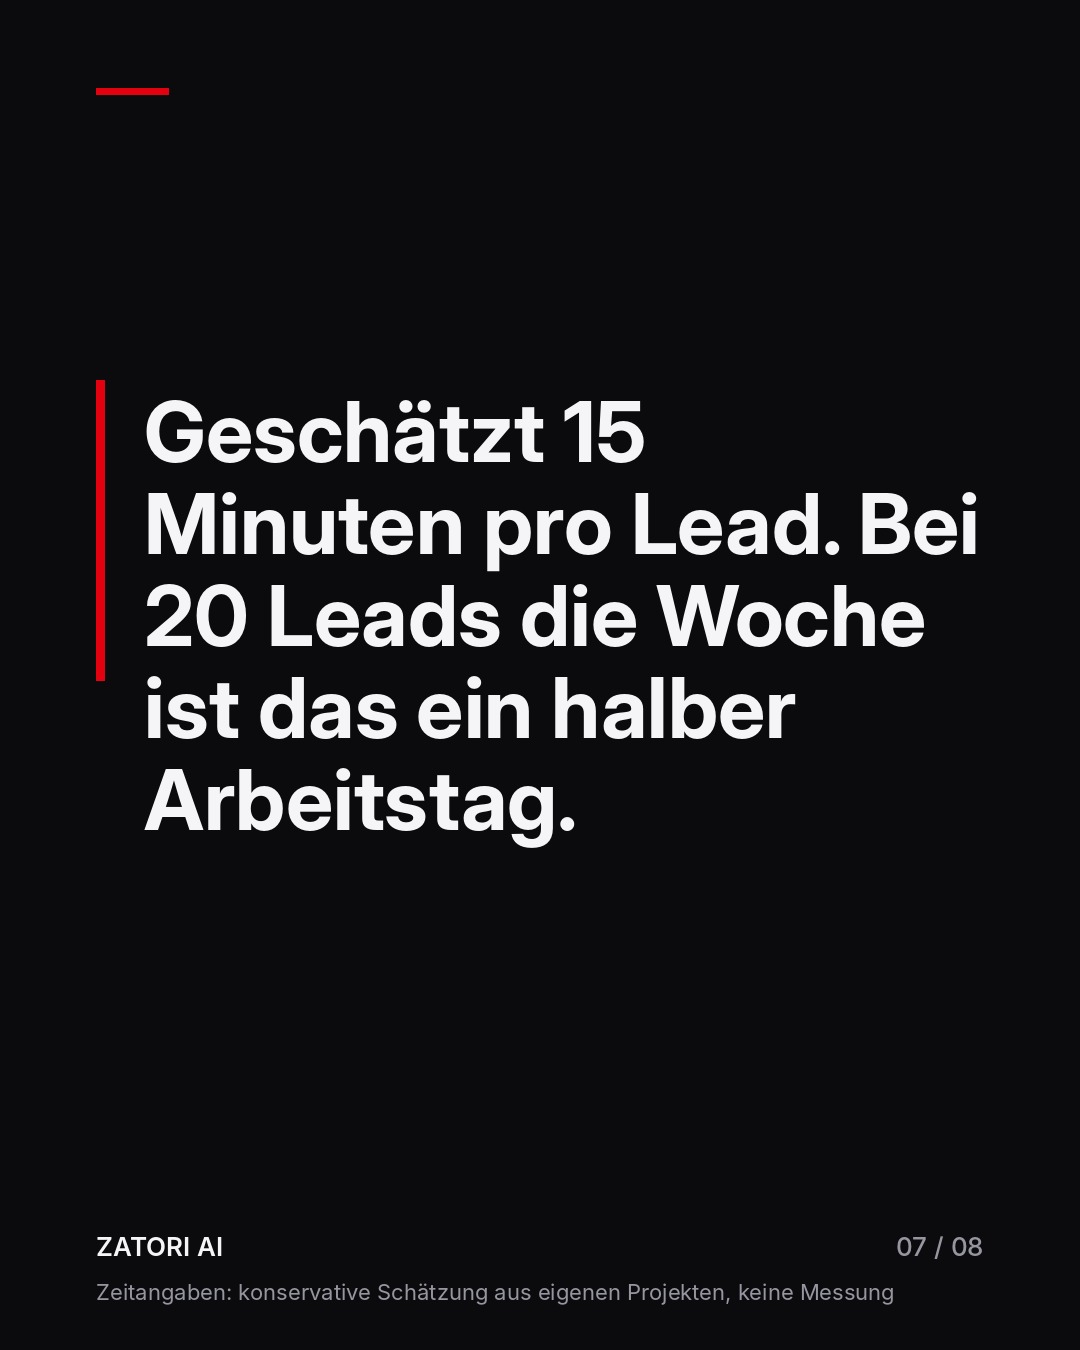 Geschätzt 15
Minuten pro Lead. Bei
20 Leads die Woche
ist das ein halber
Arbeitstag.
ZATORI AI
07 / 08
Zeitangaben: konservative Schätzung aus eigenen Projekten, keine Messung